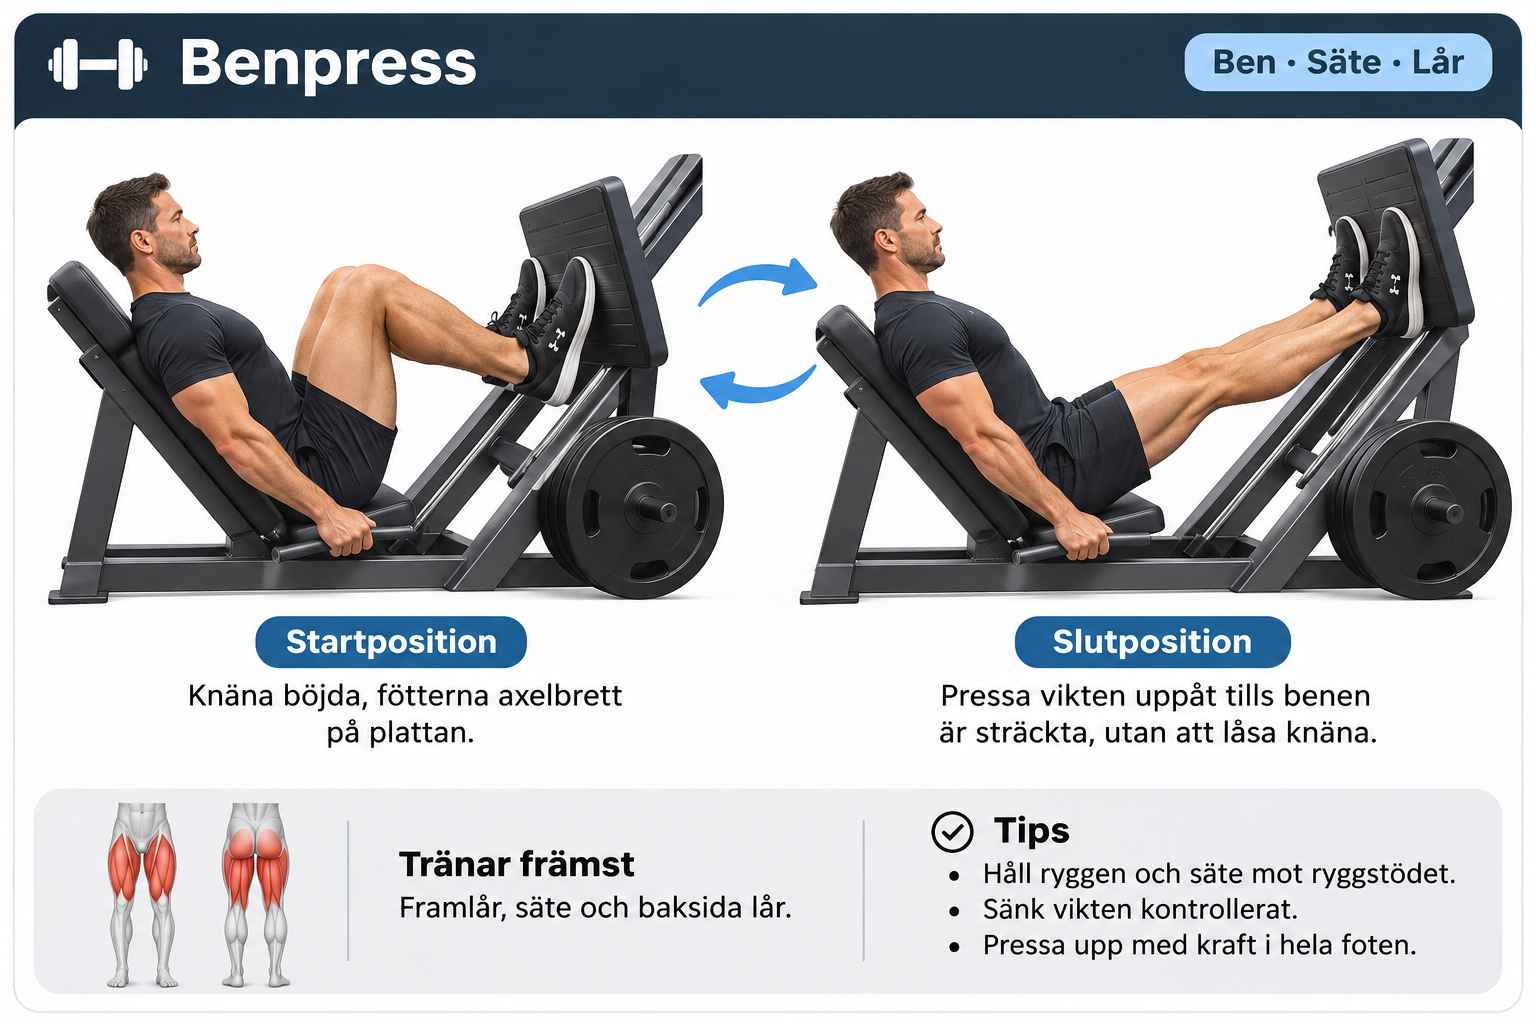 Benpress
Ben · Säte · Lår
Startposition
Knäna böjda, fötterna axelbrett
på plattan.
Slutposition
Pressa vikten uppåt tills benen
är sträckta, utan att låsa knäna.
Tränar främst
Framlår, säte och baksida lår.
Tips
• Håll ryggen och säte mot ryggstödet.
• Sänk vikten kontrollerat.
• Pressa upp med kraft i hela foten.